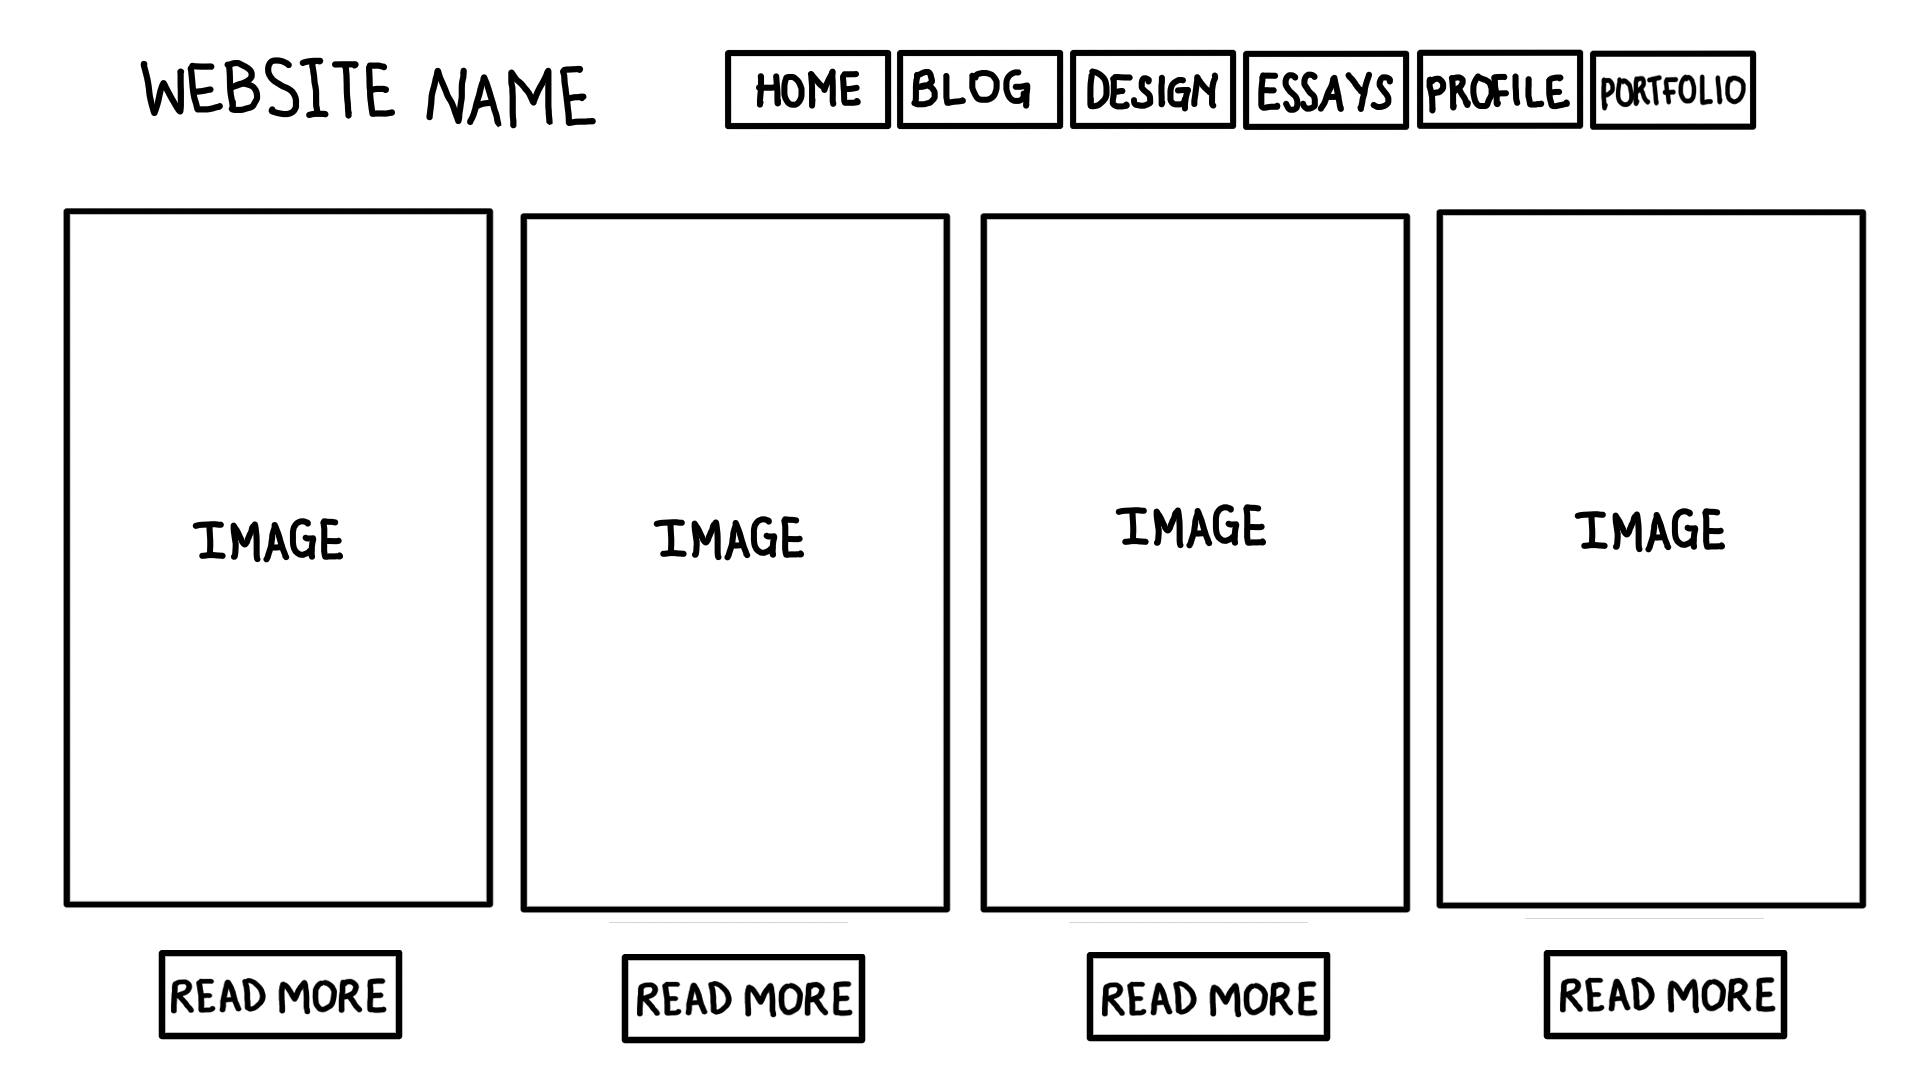 WEBSITE NAME
HOME BLOG DESIGN ESSAYS PROFILE PORTFOLIO
IMAGE IMAGE IMAGE IMAGE
READ MORE READ MORE READ MORE READ MORE